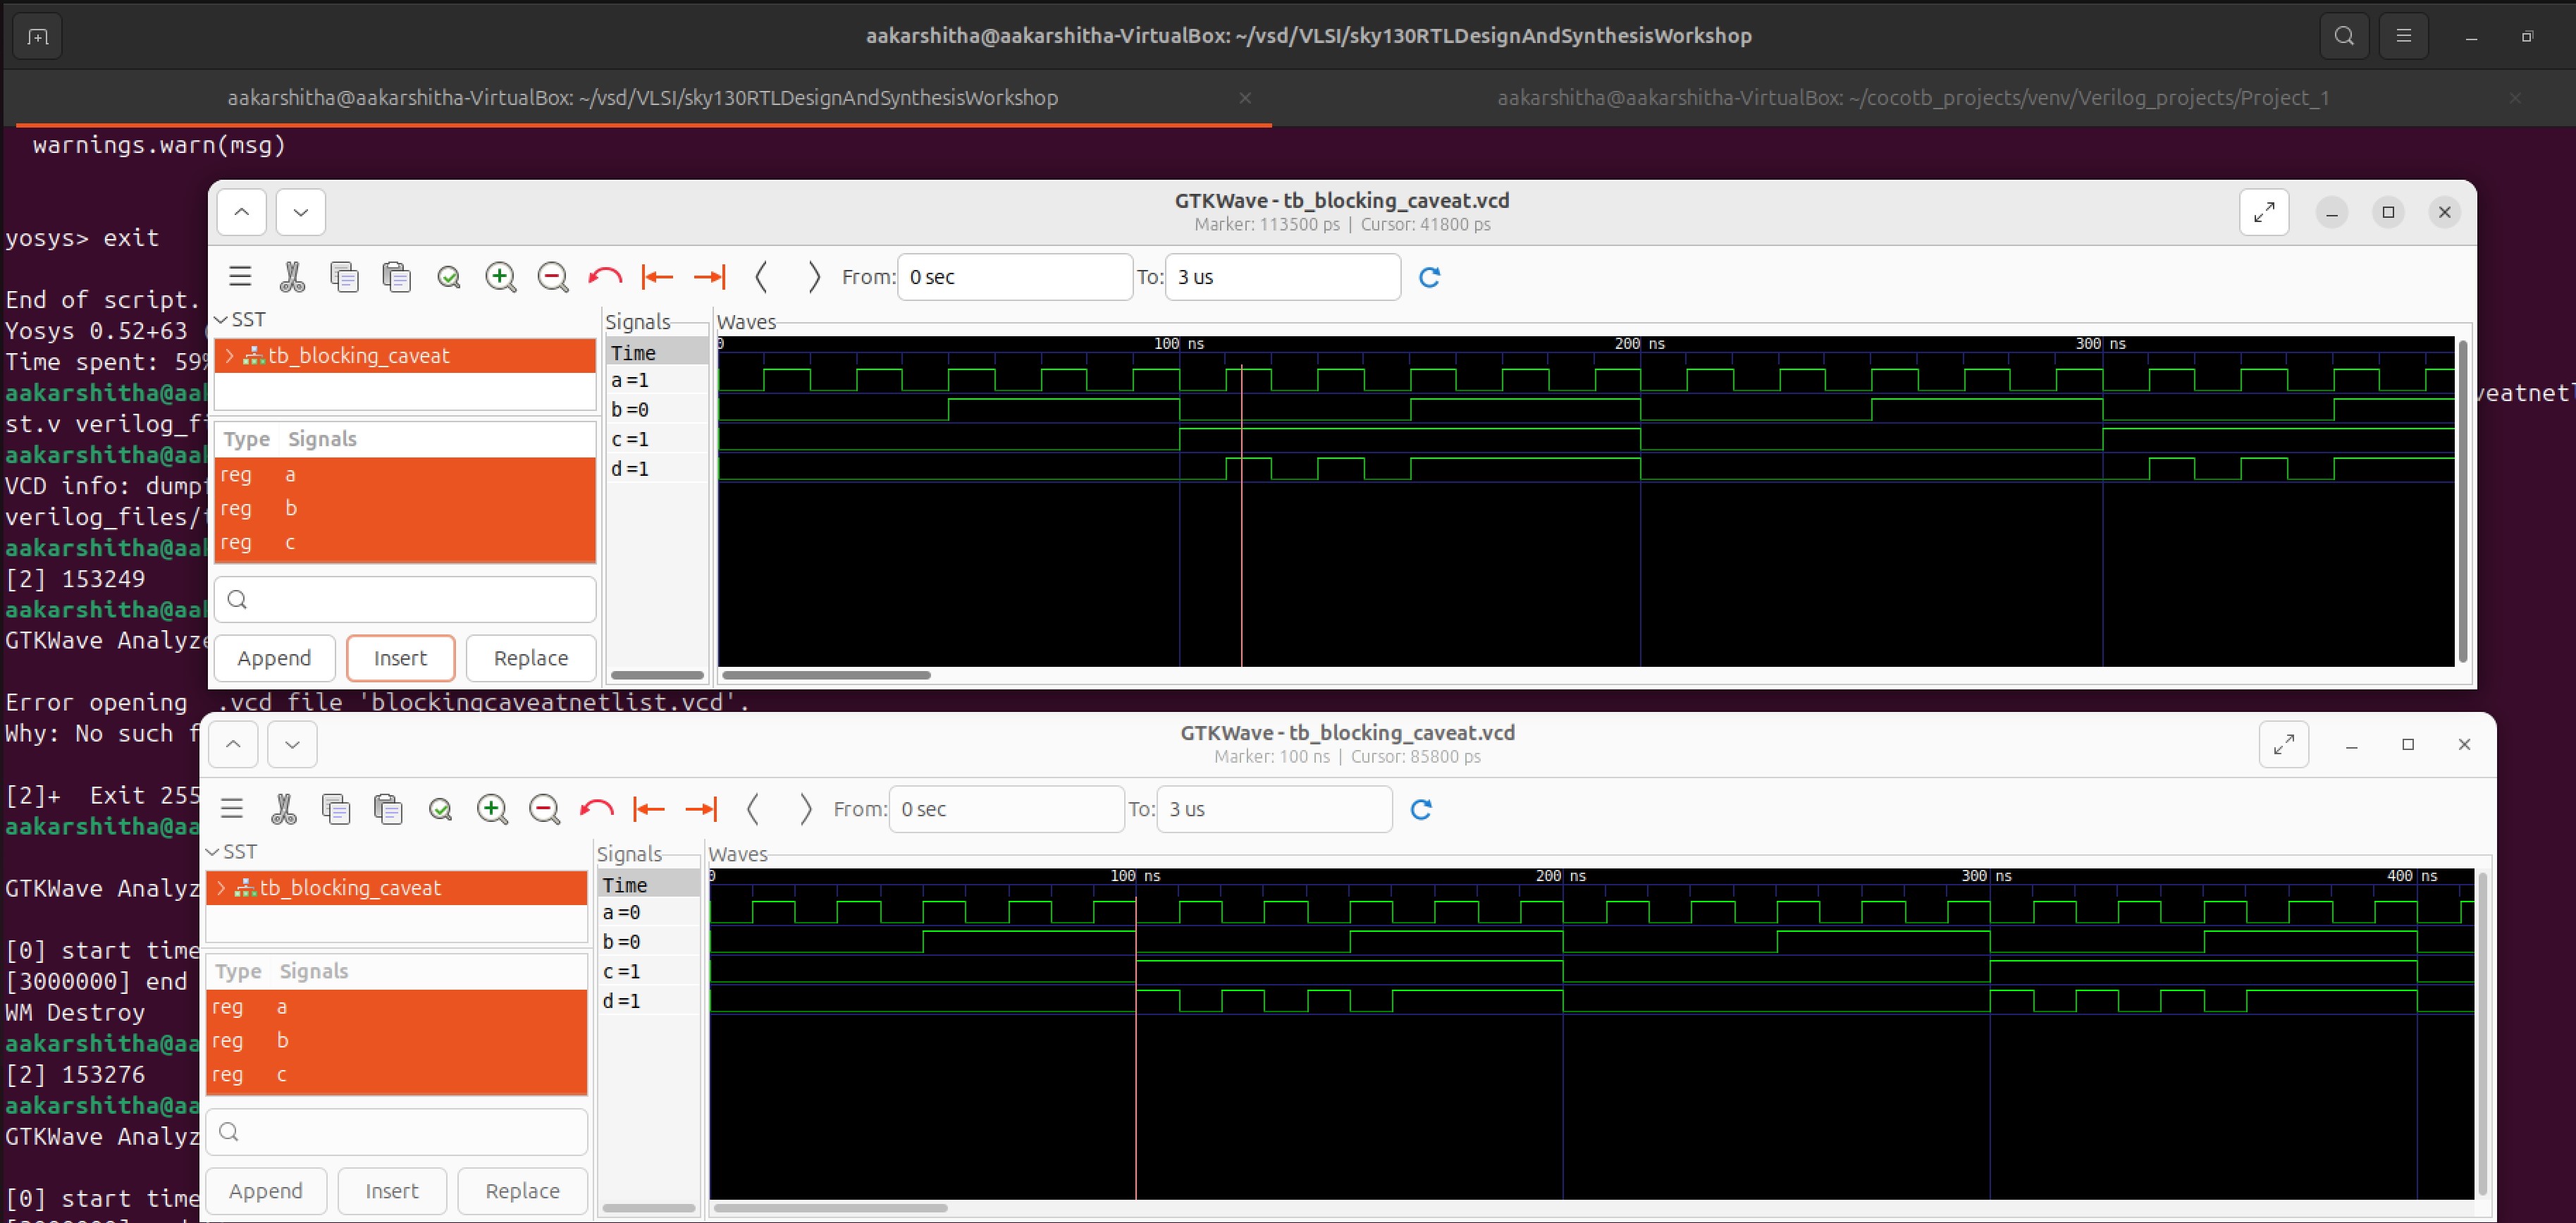 aakarshitha@aakarshitha-VirtualBox: ~/vsd/VLSI/sky130RTLDesignAndSynthesisWorkshop
aakarshitha@aakarshitha-VirtualBox: ~/vsd/VLSI/sky130RTLDesignAndSynthesisWorkshop
aakarshitha@aakarshitha-VirtualBox: ~/cocotb_projects/venv/Verilog_projects/Project_1
warnings.warn(msg)
yosys> exit
End of script.
Yosys 0.52+63 (
Time spent: 59%
aakarshitha@aak
veatnetl
st.v verilog_fi
aakarshitha@aak
VCD info: dumpf
verilog_files/t
aakarshitha@aak
[2] 153249
aakarshitha@aak
GTKWave Analyze
Error opening .vcd file 'blockingcaveatnetlist.vcd'.
Why: No such f
[2]+ Exit 255
aakarshitha@aa
GTKWave Analyz
[0] start time
[3000000] end
WM Destroy
aakarshitha@aa
[2] 153276
aakarshitha@aa
GTKWave Analyz
[0] start time
GTKWave - tb_blocking_caveat.vcd
Marker: 113500 ps | Cursor: 41800 ps
From: 0 sec To: 3 us
SST
tb_blocking_caveat
Type Signals
reg a
reg b
reg c
Append Insert Replace
Signals
Time
a =1
b =0
c =1
d =1
Waves
0 100 ns 200 ns 300 ns
GTKWave - tb_blocking_caveat.vcd
Marker: 100 ns | Cursor: 85800 ps
From: 0 sec To: 3 us
SST
tb_blocking_caveat
Type Signals
reg a
reg b
reg c
Append Insert Replace
Signals
Time
a =0
b =0
c =1
d =1
Waves
0 100 ns 200 ns 300 ns 400 ns